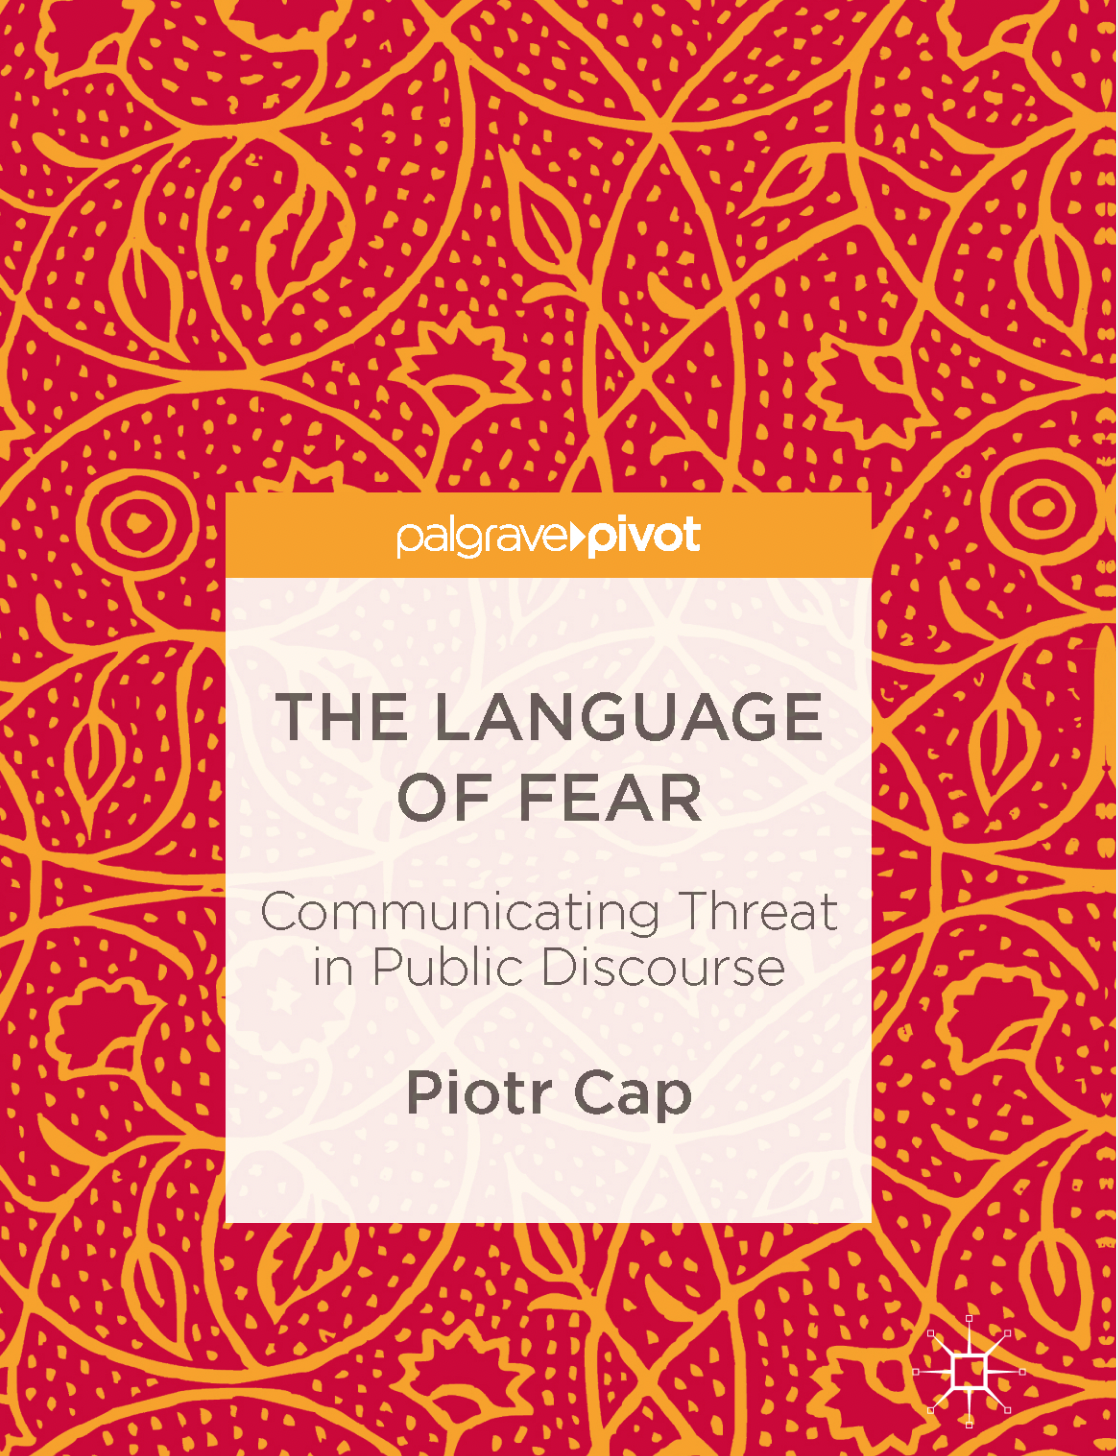 palgrave pivot
THE LANGUAGE
OF FEAR
Communicating Threat
in Public Discourse
Piotr Cap